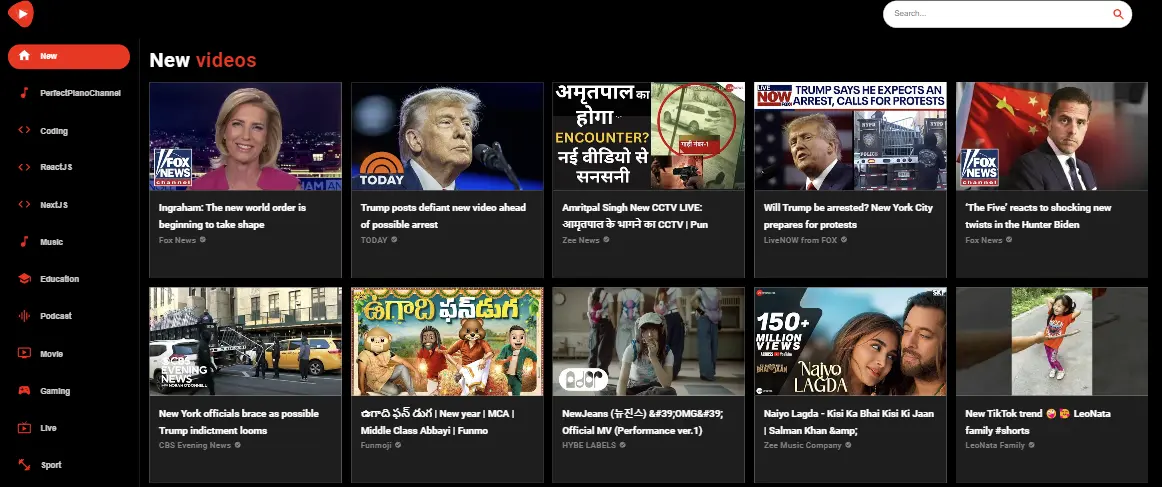 Search...
New
PerfectPianoChannel
Coding
ReactJS
NextJS
Music
Education
Podcast
Movie
Gaming
Live
Sport
New videos
FOX
NEWS
channel
Ingraham: The new world order is
beginning to take shape
Fox News
TODAY
Trump posts defiant new video ahead
of possible arrest
TODAY
अमृतपाल का
होगा
ENCOUNTER?
नई वीडियो से
सनसनी
गाड़ी नंबर-1
Amritpal Singh New CCTV LIVE:
अमृतपाल के भागने का CCTV | Pun
Zee News
LIVE
NOW
FOX
TRUMP SAYS HE EXPECTS AN
ARREST, CALLS FOR PROTESTS
Will Trump be arrested? New York City
prepares for protests
LiveNOW from FOX
FOX
NEWS
channel
‘The Five’ reacts to shocking new
twists in the Hunter Biden
Fox News
CBS
EVENING
NEWS
New York officials brace as possible
Trump indictment looms
CBS Evening News
ఉగాది ఫన్ డుగ
ఉగాది ఫన్ డుగ | New year | MCA |
Middle Class Abbayi | Funmo
Funmoji
NewJeans (뉴진스) &#39;OMG&#39;
Official MV (Performance ver.1)
HYBE LABELS
150+
MILLION
VIEWS
ACROSS YouTube
NAIYO
LAGDA
Naiyo Lagda - Kisi Ka Bhai Kisi Ki Jaan
| Salman Khan &amp;
Zee Music Company
New TikTok trend 🤪 🥰 LeoNata
family #shorts
LeoNata Family